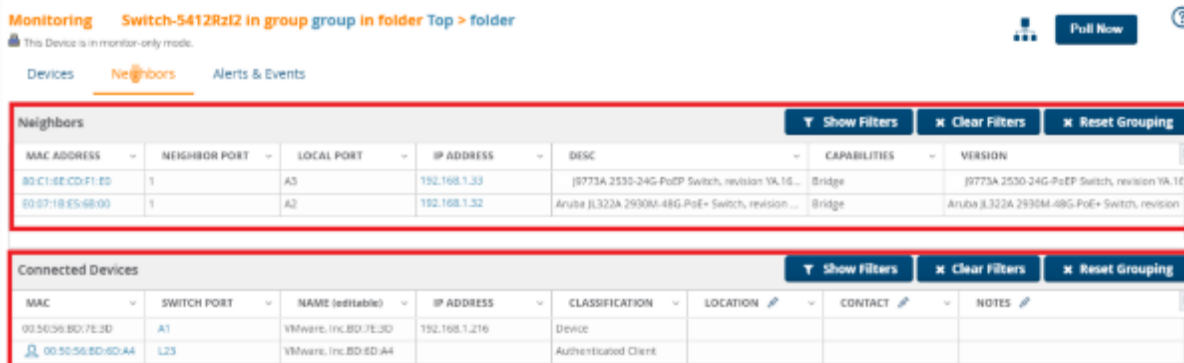 Monitoring Switch-5412Rzl2 in group group in folder Top > folder
This Device is in monitor-only mode.
Poll Now
Devices Neighbors Alerts & Events
Neighbors Show Filters Clear Filters Reset Grouping
MAC ADDRESS NEIGHBOR PORT LOCAL PORT IP ADDRESS DESC CAPABILITIES VERSION
80:C1:6E:CD:F1:E0 1 A3 192.168.1.33 J9773A 2530-24G-PoEP Switch, revision YA.16... Bridge J9773A 2530-24G-PoEP Switch, revision YA.16
E0:07:1B:E5:6B:00 1 A2 192.168.1.32 Aruba JL322A 2930M-48G-PoE+ Switch, revision ... Bridge Aruba JL322A 2930M-48G-PoE+ Switch, revision
Connected Devices Show Filters Clear Filters Reset Grouping
MAC SWITCH PORT NAME (editable) IP ADDRESS CLASSIFICATION LOCATION CONTACT NOTES
00:50:56:BD:7E:3D A1 VMware, Inc.BD:7E:3D 192.168.1.216 Device
00:50:56:BD:6D:A4 L23 VMware, Inc.BD:6D:A4 Authenticated Client